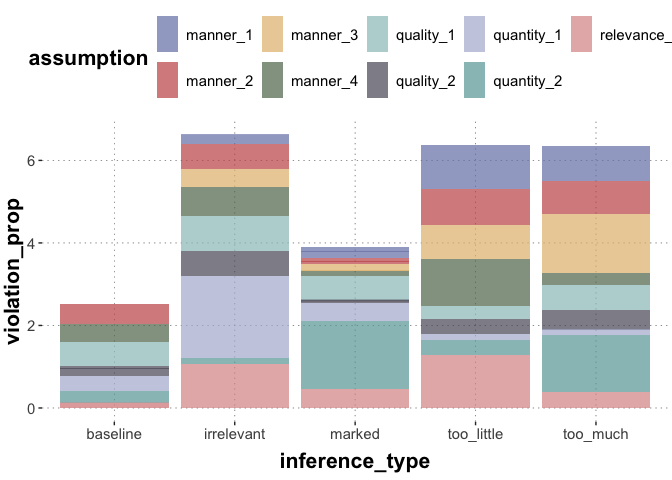 assumption
manner_1 manner_3 quality_1 quantity_1 relevance_
manner_2 manner_4 quality_2 quantity_2
violation_prop
6
4
2
0
baseline irrelevant marked too_little too_much
inference_type